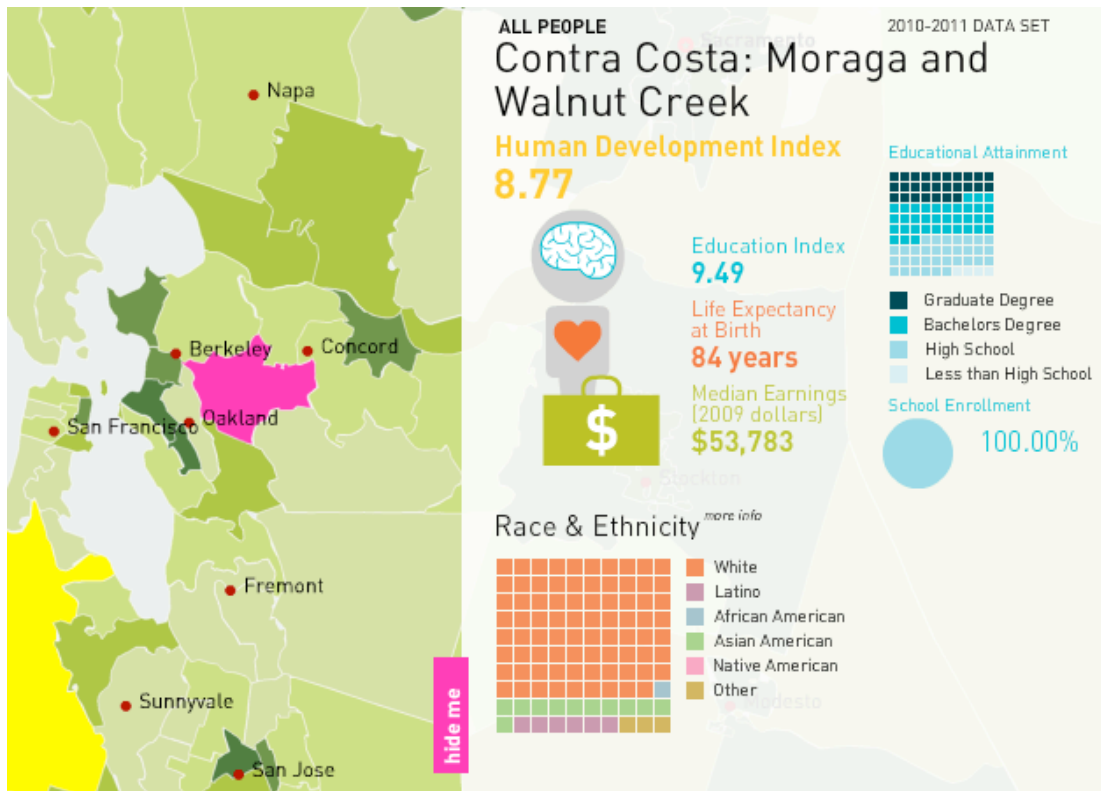 ALL PEOPLE
2010-2011 DATA SET
Sacramento
Contra Costa: Moraga and
Walnut Creek
Human Development Index
8.77
Educational Attainment
Graduate Degree
Bachelors Degree
High School
Less than High School
School Enrollment
100.00%
Education Index
9.49
Life Expectancy
at Birth
84 years
Median Earnings
(2009 dollars)
$53,783
$
Stockton
Race & Ethnicity more info
White
Latino
African American
Asian American
Native American
Other
Modesto
hide me
Napa
Berkeley
Concord
Oakland
San Francisco
Fremont
Sunnyvale
San Jose